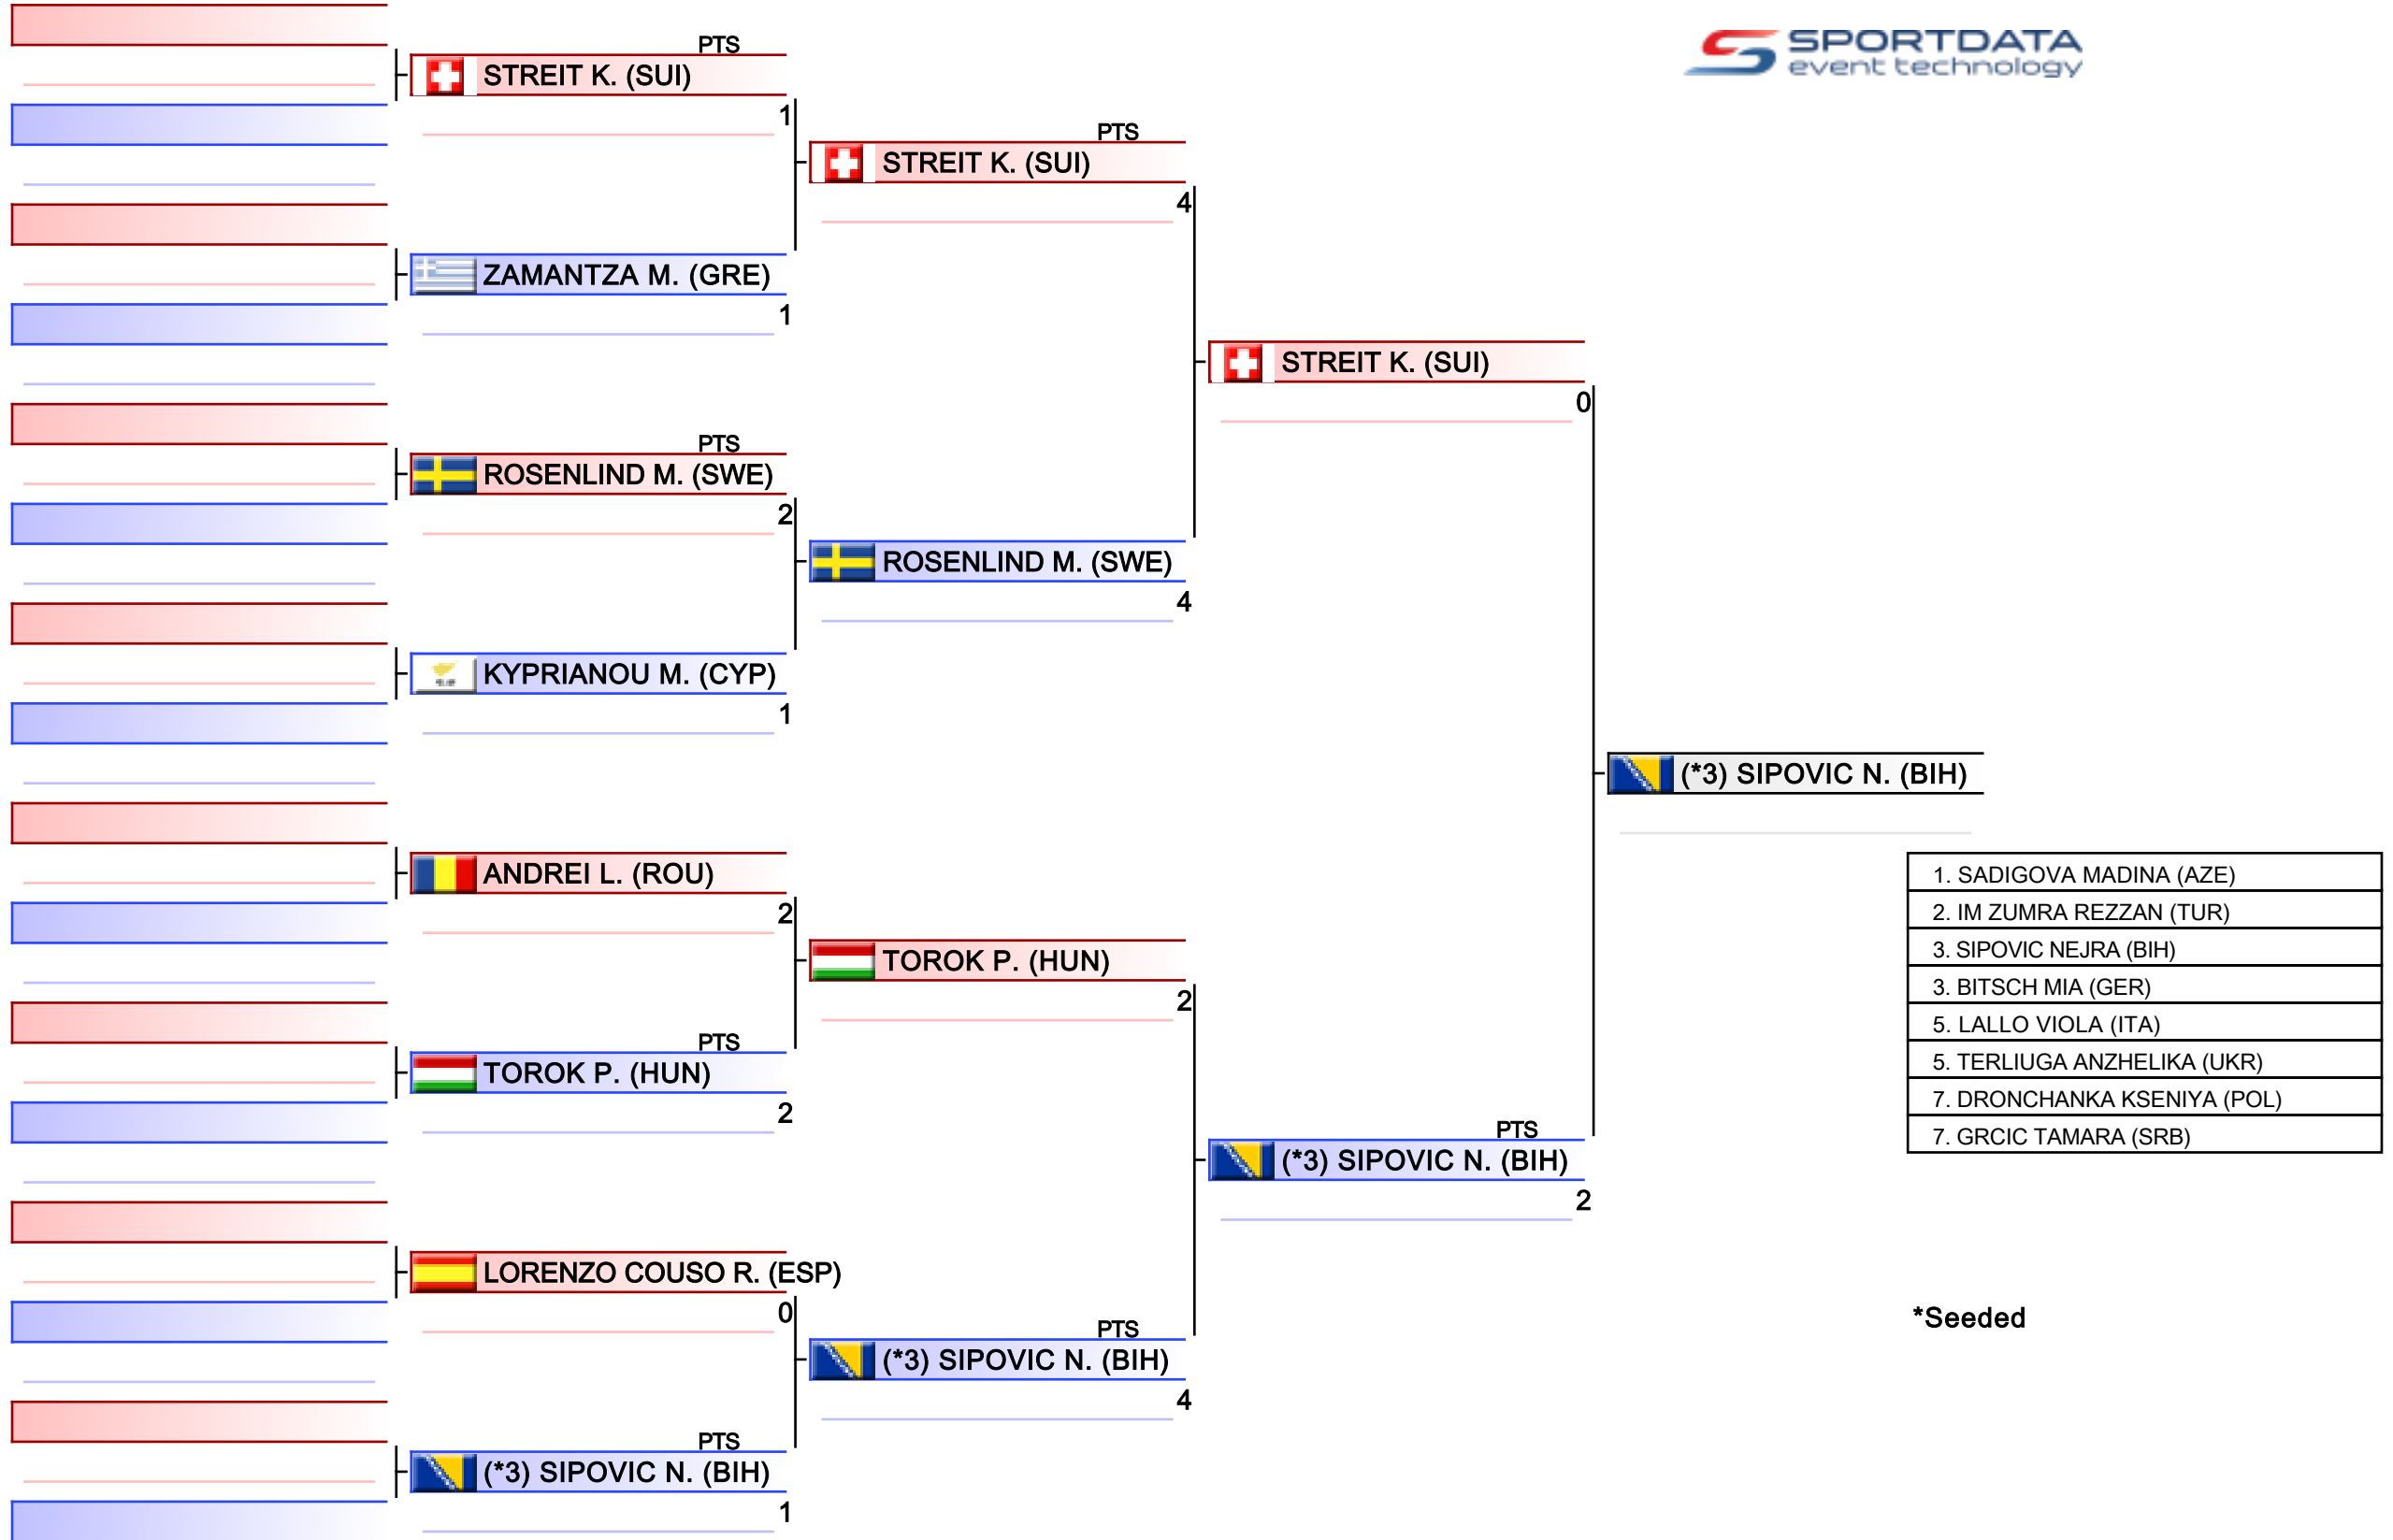 SPORTDATA
event technology
PTS
STREIT K. (SUI)
1
ZAMANTZA M. (GRE)
1
PTS
ROSENLIND M. (SWE)
2
KYPRIANOU M. (CYP)
1
ANDREI L. (ROU)
2
PTS
TOROK P. (HUN)
2
LORENZO COUSO R. (ESP)
0
PTS
(*3) SIPOVIC N. (BIH)
1
PTS
STREIT K. (SUI)
4
ROSENLIND M. (SWE)
4
TOROK P. (HUN)
2
PTS
(*3) SIPOVIC N. (BIH)
4
STREIT K. (SUI)
0
PTS
(*3) SIPOVIC N. (BIH)
2
(*3) SIPOVIC N. (BIH)
1. SADIGOVA MADINA (AZE)
2. IM ZUMRA REZZAN (TUR)
3. SIPOVIC NEJRA (BIH)
3. BITSCH MIA (GER)
5. LALLO VIOLA (ITA)
5. TERLIUGA ANZHELIKA (UKR)
7. DRONCHANKA KSENIYA (POL)
7. GRCIC TAMARA (SRB)
*Seeded